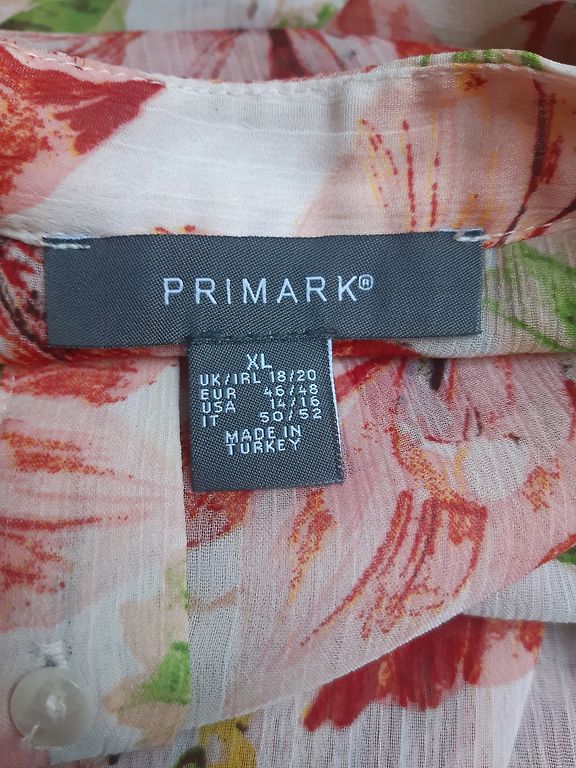 PRIMARK®
XL
UK/IRL 18/20
EUR 46/48
USA 14/16
IT 50/52
MADE IN
TURKEY